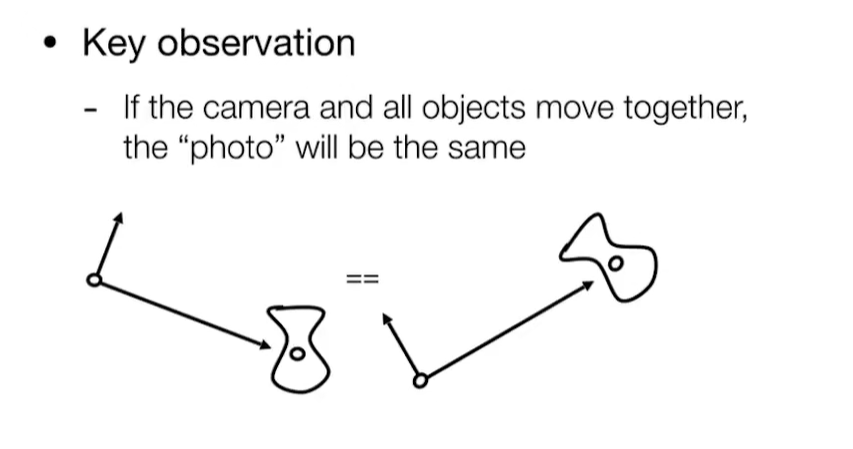 • Key observation
- If the camera and all objects move together,
the “photo” will be the same
==